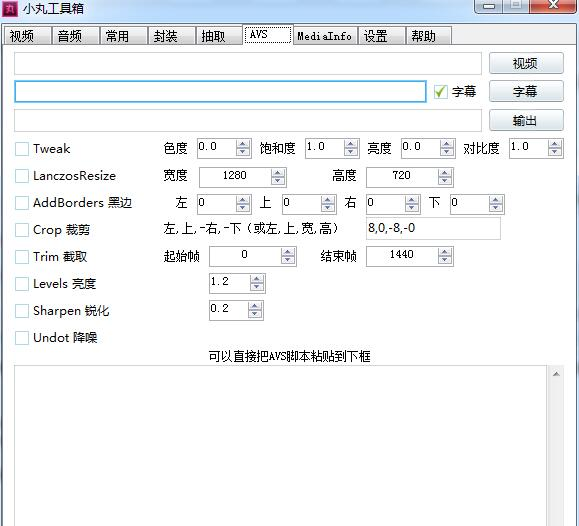 丸 小丸工具箱
视频 音频 常用 封装 抽取 AVS MediaInfo 设置 帮助
视频
字幕 字幕
输出
Tweak 色度 0.0 饱和度 1.0 亮度 0.0 对比度 1.0
LanczosResize 宽度 1280 高度 720
AddBorders 黑边 左 0 上 0 右 0 下 0
Crop 裁剪 左,上,-右,-下（或左,上,宽,高） 8,0,-8,-0
Trim 截取 起始帧 0 结束帧 1440
Levels 亮度 1.2
Sharpen 锐化 0.2
Undot 降噪
可以直接把AVS脚本粘贴到下框